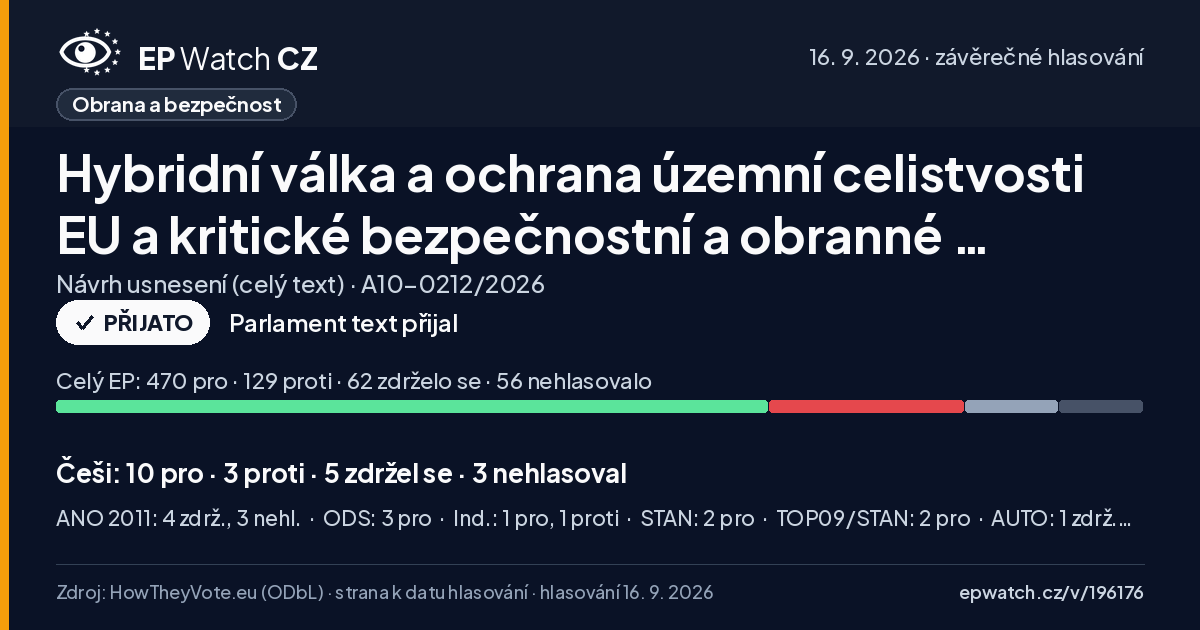 EP Watch CZ
16. 9. 2026 · závěrečné hlasování
Obrana a bezpečnost
Hybridní válka a ochrana územní celistvosti
EU a kritické bezpečnostní a obranné …
Návrh usnesení (celý text) · A10–0212/2026
✓ PŘIJATO Parlament text přijal
Celý EP: 470 pro · 129 proti · 62 zdrželo se · 56 nehlasovalo
Češi: 10 pro · 3 proti · 5 zdržel se · 3 nehlasoval
ANO 2011: 4 zdrž., 3 nehl. · ODS: 3 pro · Ind.: 1 pro, 1 proti · STAN: 2 pro · TOP09/STAN: 2 pro · AUTO: 1 zdrž.…
Zdroj: HowTheyVote.eu (ODbL) · strana k datu hlasování · hlasování 16. 9. 2026
epwatch.cz/v/196176